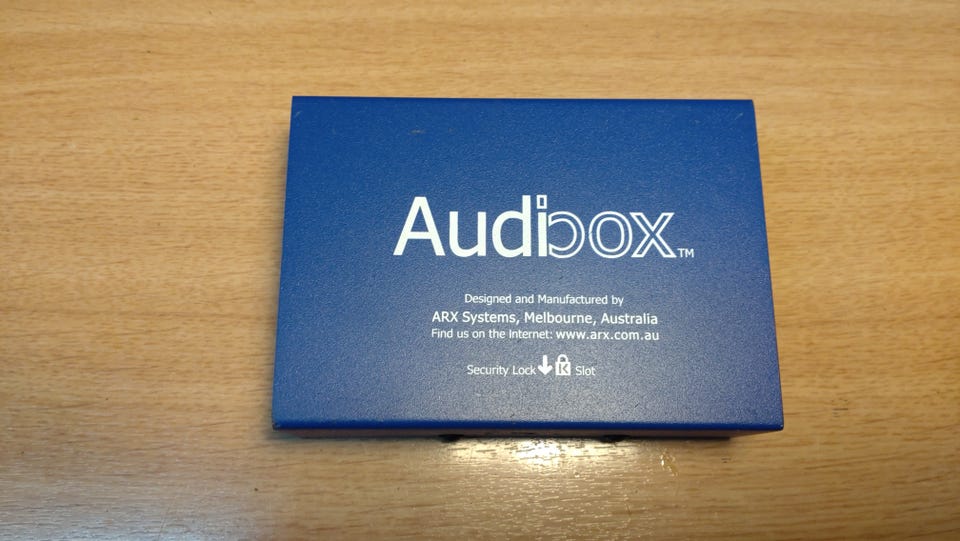 Audibox™
Designed and Manufactured by
ARX Systems, Melbourne, Australia
Find us on the Internet: www.arx.com.au
Security Lock K Slot